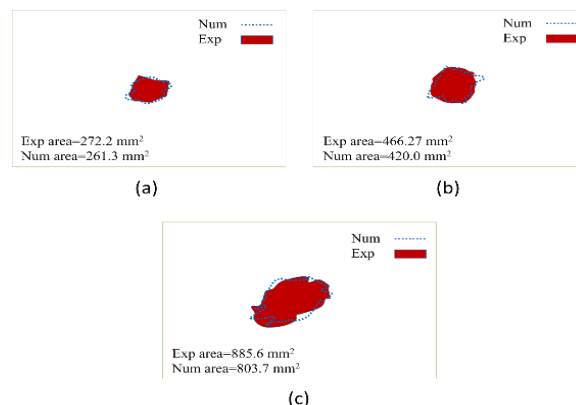 Num
Exp
Exp area=272.2 mm²
Num area=261.3 mm²
(a)
Num
Exp
Exp area=466.27 mm²
Num area=420.0 mm²
(b)
Num
Exp
Exp area=885.6 mm²
Num area=803.7 mm²
(c)